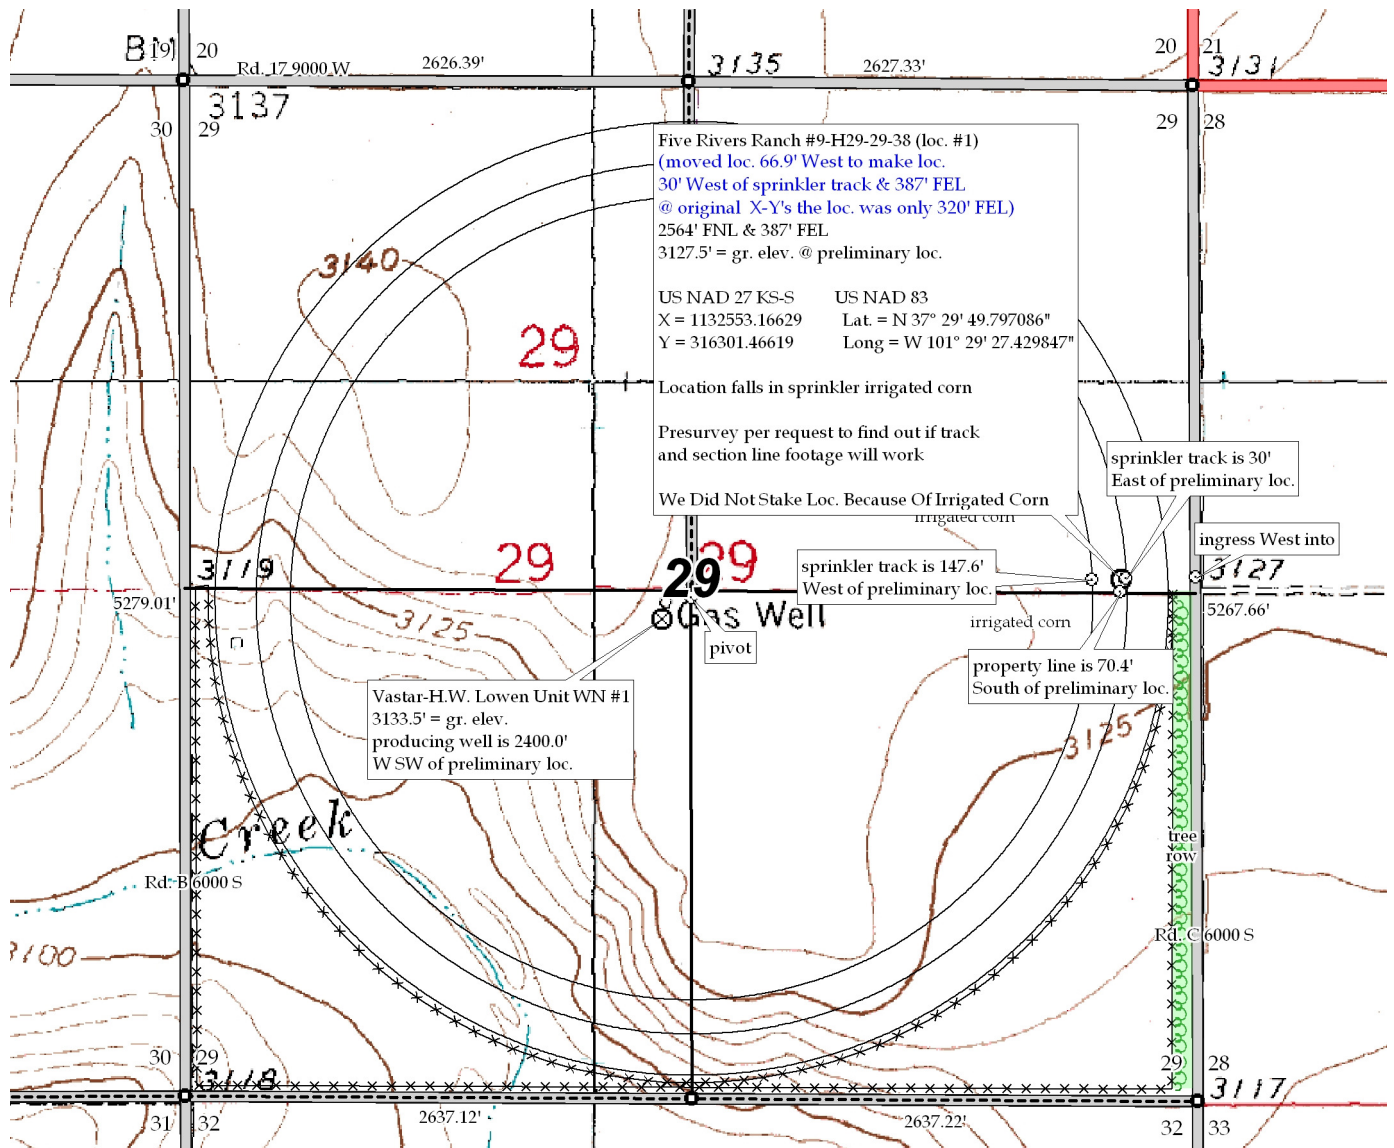 BM
19 20
20 21
Rd. 17 9000 W
2626.39'
3135
2627.33'
3131
3137
30 29
29 28
Five Rivers Ranch #9-H29-29-38 (loc. #1)
(moved loc. 66.9' West to make loc.
30' West of sprinkler track & 387' FEL
@ original X-Y's the loc. was only 320' FEL)
2564' FNL & 387' FEL
3127.5' = gr. elev. @ preliminary loc.
US NAD 27 KS-S US NAD 83
X = 1132553.16629 Lat. = N 37° 29' 49.797086"
Y = 316301.46619 Long = W 101° 29' 27.429847"
Location falls in sprinkler irrigated corn
Presurvey per request to find out if track
and section line footage will work
We Did Not Stake Loc. Because Of Irrigated Corn
3140
29
sprinkler track is 30'
East of preliminary loc.
irrigated corn
ingress West into
3119
29
29
29
sprinkler track is 147.6'
West of preliminary loc.
3127
5279.01'
5267.66'
3125
Gas Well
irrigated corn
pivot
property line is 70.4'
South of preliminary loc.
Vastar-H.W. Lowen Unit WN #1
3133.5' = gr. elev.
producing well is 2400.0'
W SW of preliminary loc.
3125
Creek
tree
row
Rd. B 6000 S
Rd. C 6000 S
3100
30 29
29 28
3118
3117
2637.12'
2637.22'
31 32
32 33